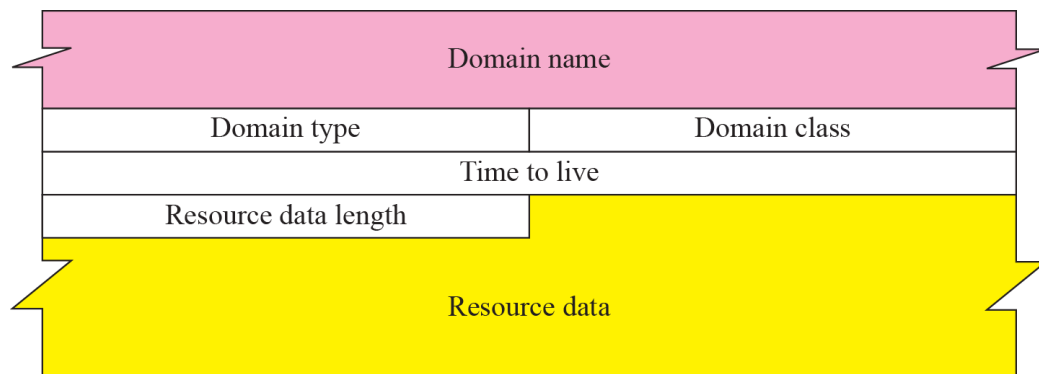 Domain name
Domain type Domain class
Time to live
Resource data length
Resource data